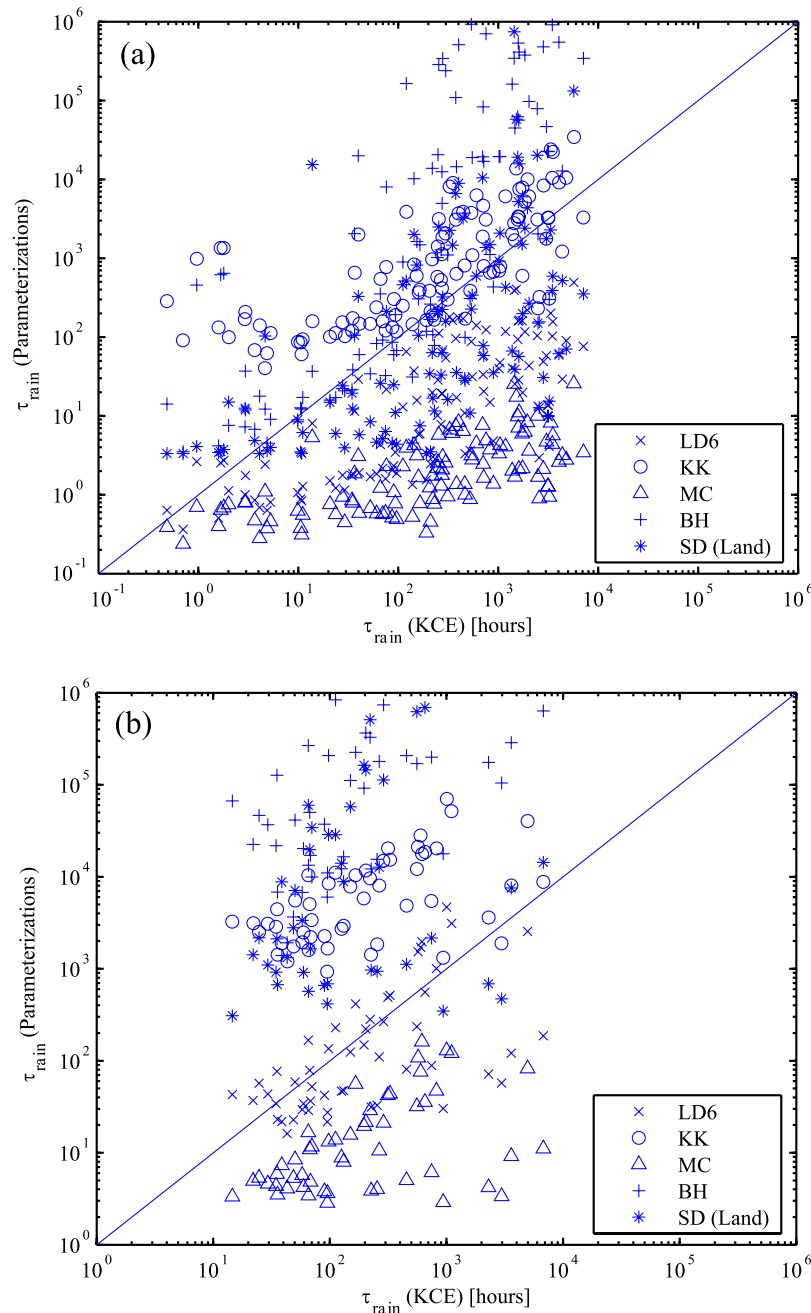 (a)
10^6
10^5
10^4
10^3
10^2
10^1
10^0
10^-1
τ_rain (Parameterizations)
LD6
KK
MC
BH
SD (Land)
10^-1 10^0 10^1 10^2 10^3 10^4 10^5 10^6
τ_rain (KCE) [hours]
(b)
10^6
10^5
10^4
10^3
10^2
10^1
10^0
τ_rain (Parameterizations)
LD6
KK
MC
BH
SD (Land)
10^0 10^1 10^2 10^3 10^4 10^5 10^6
τ_rain (KCE) [hours]